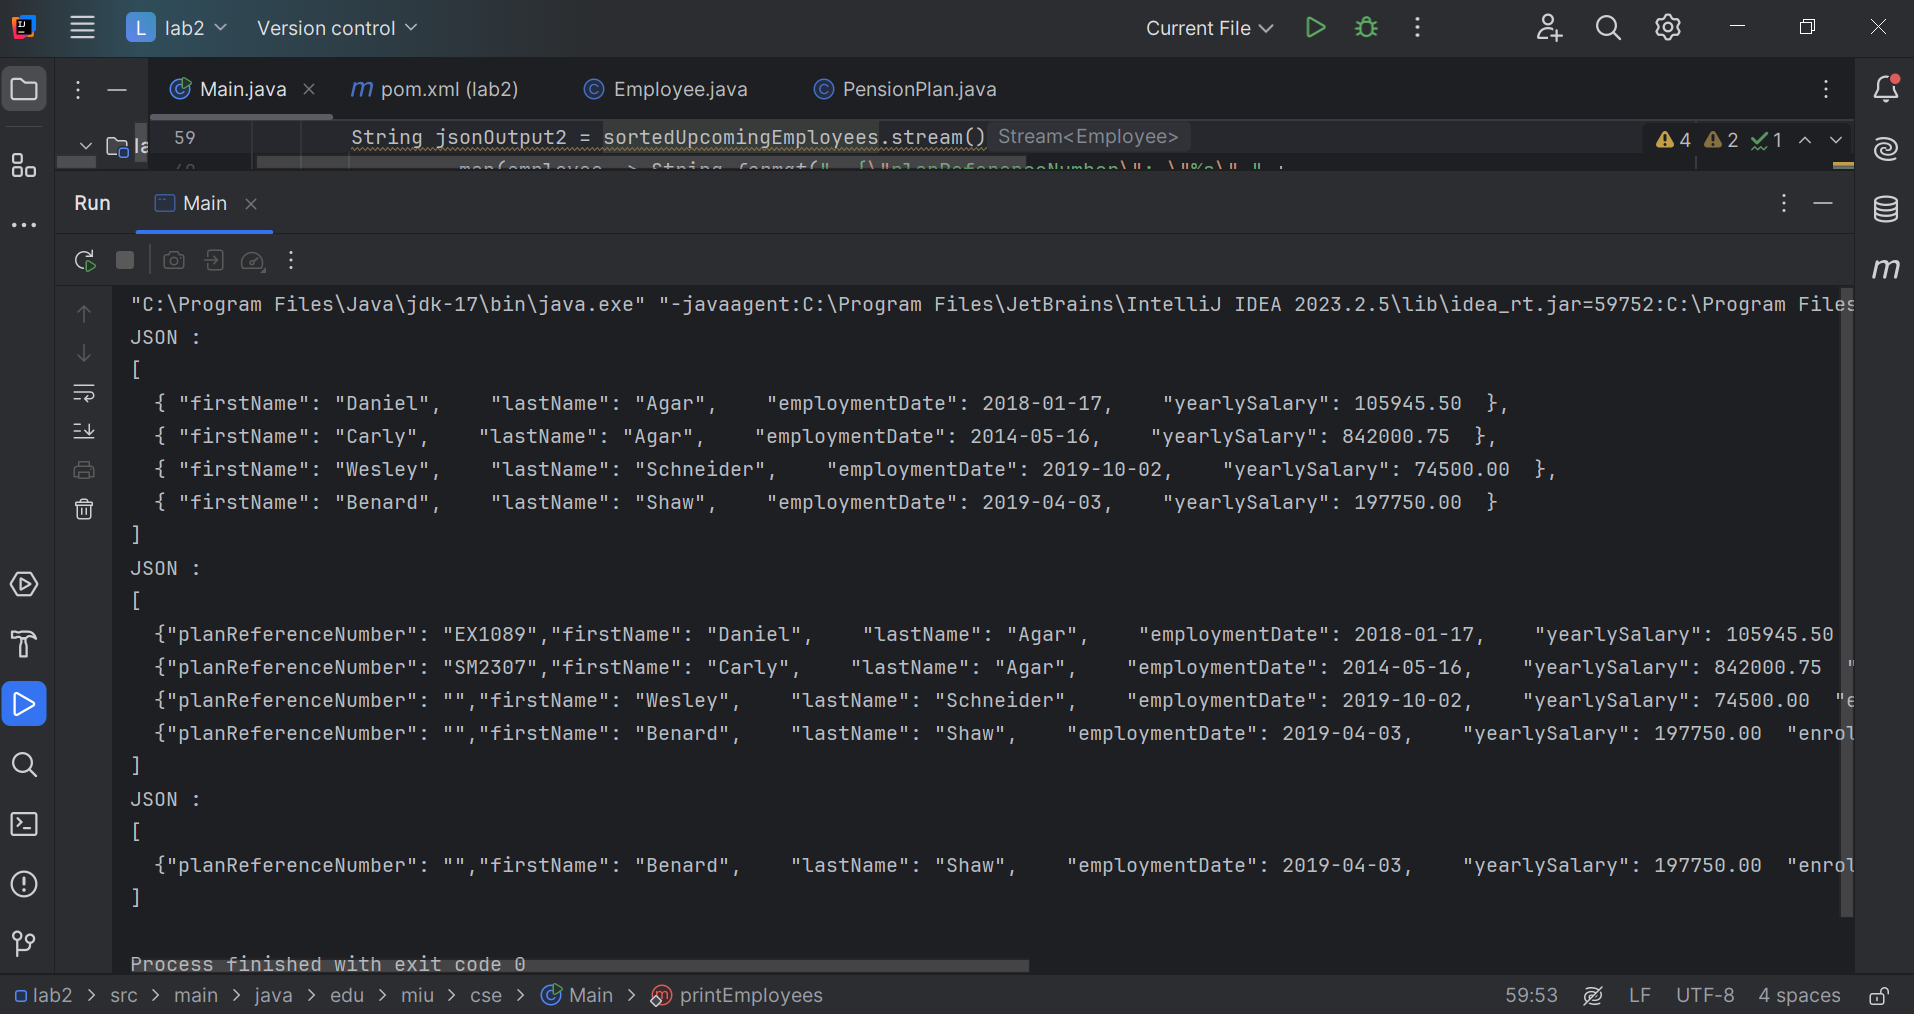 L lab2 Version control Current File
Main.java pom.xml (lab2) Employee.java PensionPlan.java
59 String jsonOutput2 = sortedUpcomingEmployees.stream() Stream<Employee> 4 2 1
.map(employee -> String.format(" {\"planReferenceNumber\": \"%s\"," +
Run Main
"C:\Program Files\Java\jdk-17\bin\java.exe" "-javaagent:C:\Program Files\JetBrains\IntelliJ IDEA 2023.2.5\lib\idea_rt.jar=59752:C:\Program Files
JSON :
[
{ "firstName": "Daniel", "lastName": "Agar", "employmentDate": 2018-01-17, "yearlySalary": 105945.50 },
{ "firstName": "Carly", "lastName": "Agar", "employmentDate": 2014-05-16, "yearlySalary": 842000.75 },
{ "firstName": "Wesley", "lastName": "Schneider", "employmentDate": 2019-10-02, "yearlySalary": 74500.00 },
{ "firstName": "Benard", "lastName": "Shaw", "employmentDate": 2019-04-03, "yearlySalary": 197750.00 }
]
JSON :
[
{"planReferenceNumber": "EX1089","firstName": "Daniel", "lastName": "Agar", "employmentDate": 2018-01-17, "yearlySalary": 105945.50
{"planReferenceNumber": "SM2307","firstName": "Carly", "lastName": "Agar", "employmentDate": 2014-05-16, "yearlySalary": 842000.75 "
{"planReferenceNumber": "","firstName": "Wesley", "lastName": "Schneider", "employmentDate": 2019-10-02, "yearlySalary": 74500.00 "e
{"planReferenceNumber": "","firstName": "Benard", "lastName": "Shaw", "employmentDate": 2019-04-03, "yearlySalary": 197750.00 "enrol
]
JSON :
[
{"planReferenceNumber": "","firstName": "Benard", "lastName": "Shaw", "employmentDate": 2019-04-03, "yearlySalary": 197750.00 "enrol
]
Process finished with exit code 0
lab2 > src > main > java > edu > miu > cse > Main > printEmployees 59:53 LF UTF-8 4 spaces